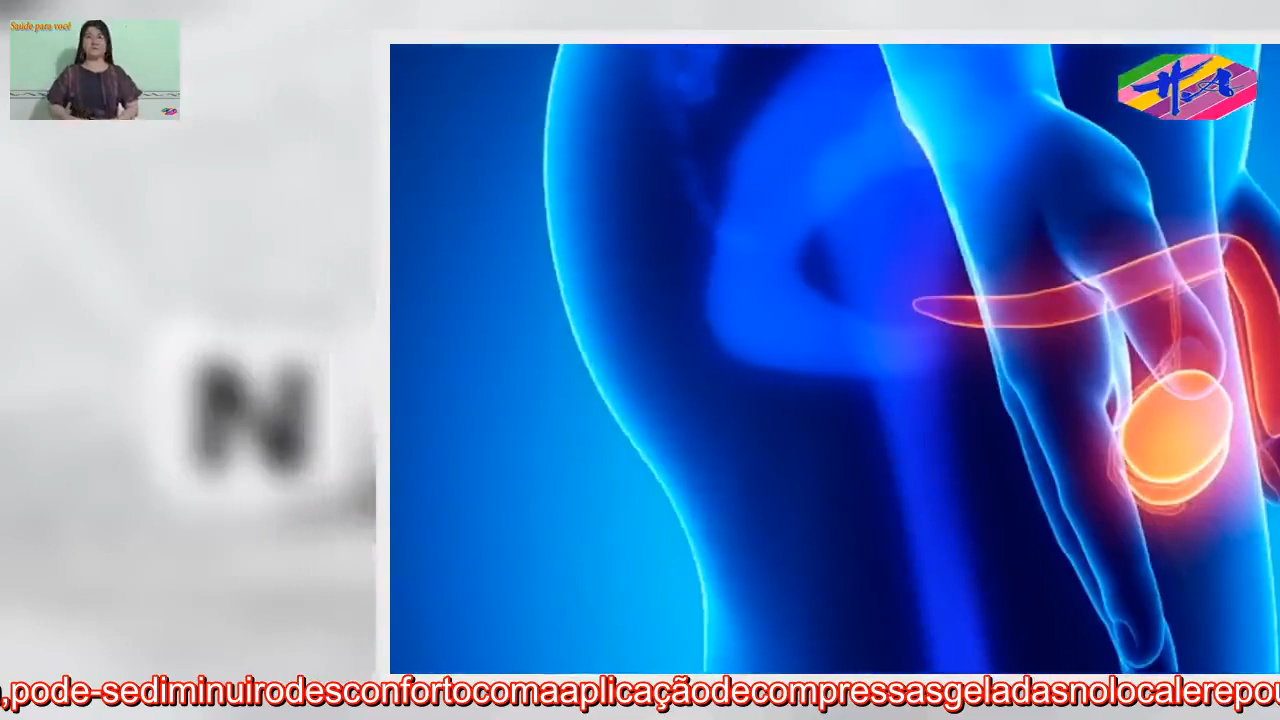 Saúde para você
H.A
N
,pode-sediminuirodesconfortocomaaplicaçãodecompressasgeladasnolocalerepou